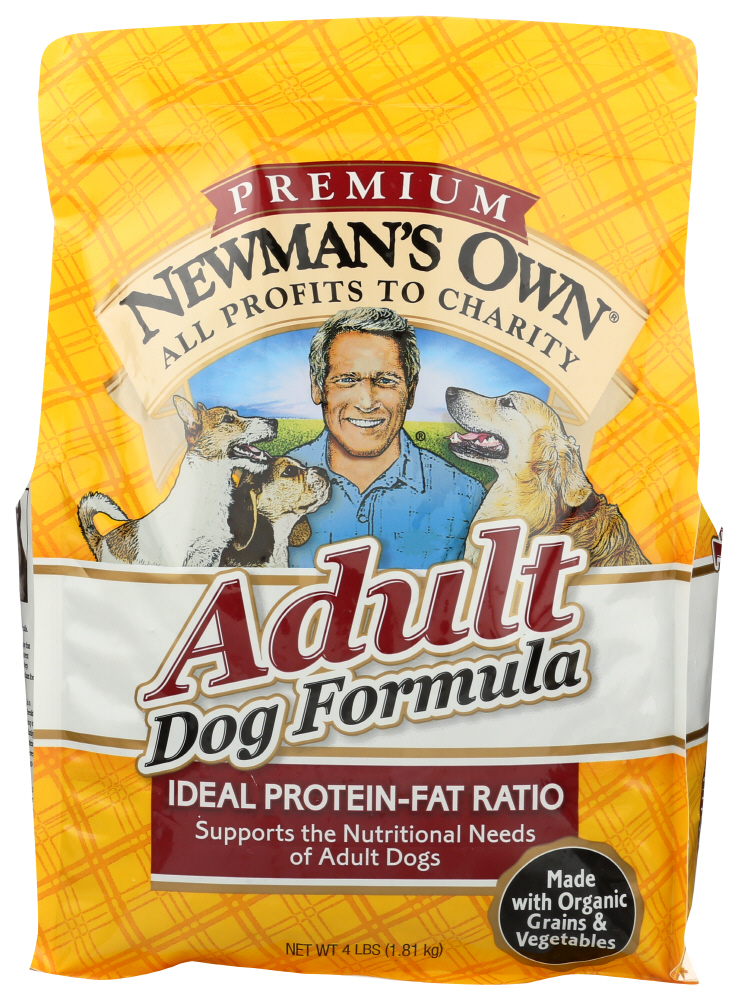 PREMIUM
NEWMAN'S OWN®
ALL PROFITS TO CHARITY
®
Adult
Dog Formula
IDEAL PROTEIN-FAT RATIO
Supports the Nutritional Needs
of Adult Dogs
Made
with Organic
Grains &
Vegetables
NET WT 4 LBS (1.81 kg)